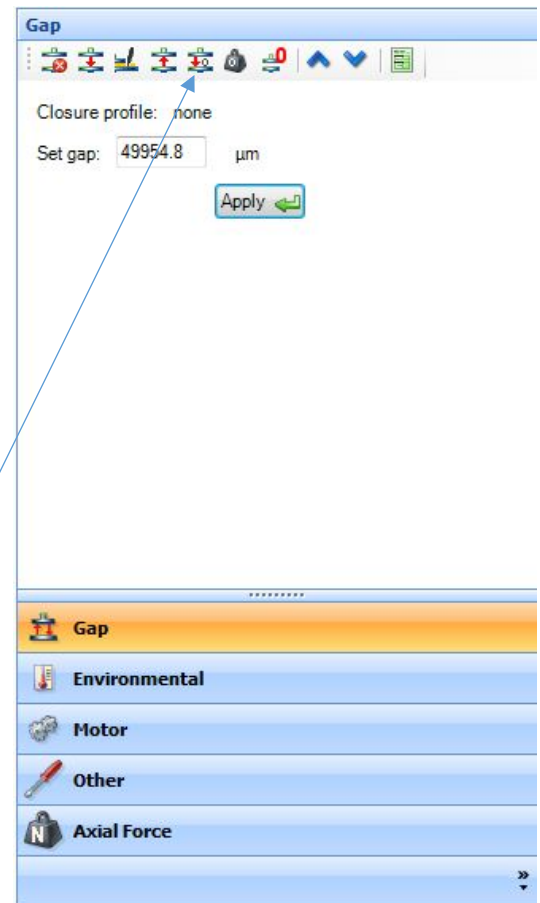 Gap
Closure profile: none
Set gap: 49954.8 µm
Apply
Gap
Environmental
Motor
Other
N Axial Force